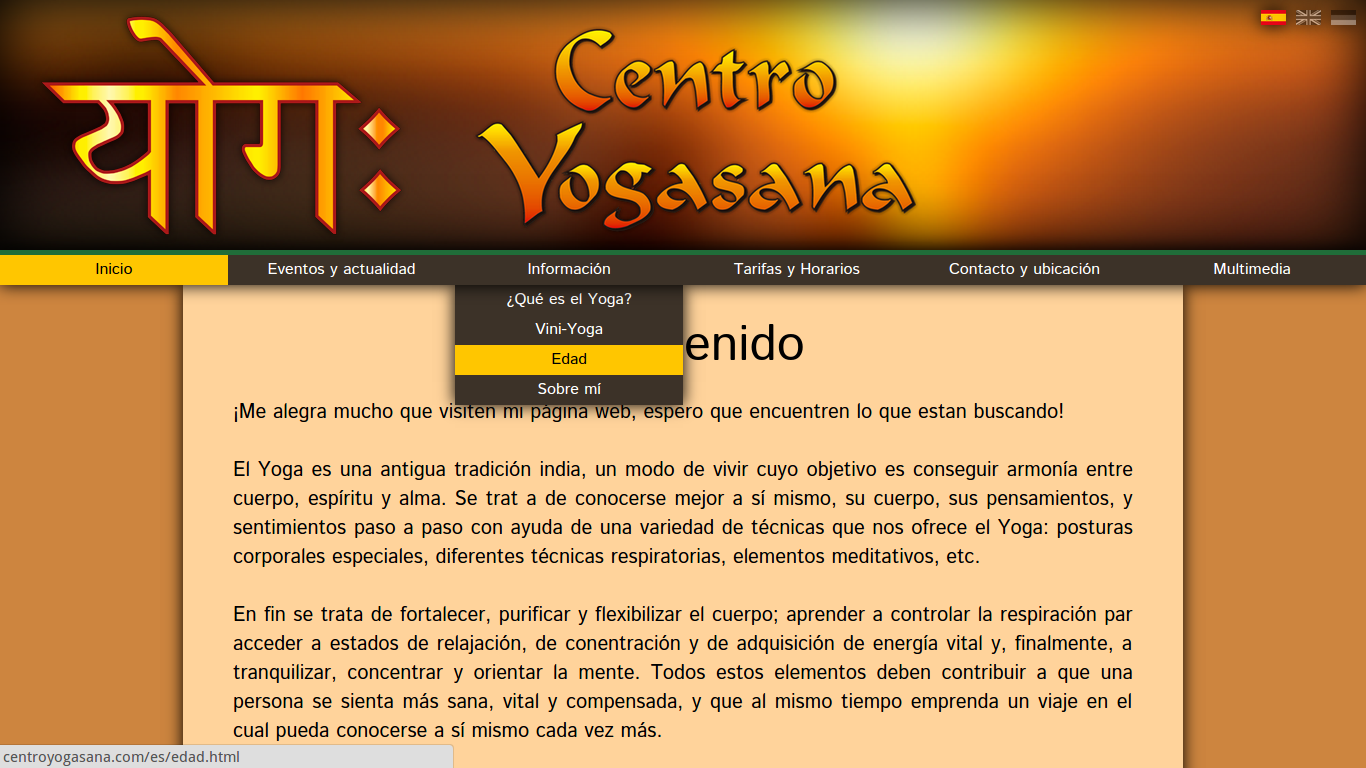 योगः
Centro
Yogasana
Inicio
Eventos y actualidad
Información
Tarifas y Horarios
Contacto y ubicación
Multimedia
¿Qué es el Yoga?
Vini-Yoga
Edad
Sobre mí
enido
¡Me alegra mucho que visiten mi página web, espero que encuentren lo que estan buscando!
El Yoga es una antigua tradición india, un modo de vivir cuyo objetivo es conseguir armonía entre
cuerpo, espíritu y alma. Se trat a de conocerse mejor a sí mismo, su cuerpo, sus pensamientos, y
sentimientos paso a paso con ayuda de una variedad de técnicas que nos ofrece el Yoga: posturas
corporales especiales, diferentes técnicas respiratorias, elementos meditativos, etc.
En fin se trata de fortalecer, purificar y flexibilizar el cuerpo; aprender a controlar la respiración par
acceder a estados de relajación, de conentración y de adquisición de energía vital y, finalmente, a
tranquilizar, concentrar y orientar la mente. Todos estos elementos deben contribuir a que una
persona se sienta más sana, vital y compensada, y que al mismo tiempo emprenda un viaje en el
cual pueda conocerse a sí mismo cada vez más.
centroyogasana.com/es/edad.html